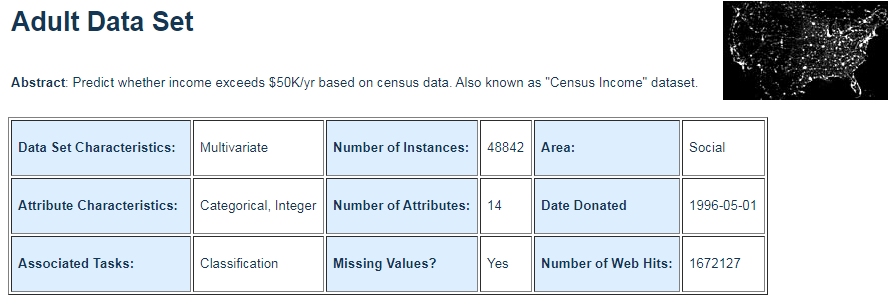 Adult Data Set
Abstract: Predict whether income exceeds $50K/yr based on census data. Also known as "Census Income" dataset.
Data Set Characteristics: Multivariate Number of Instances: 48842 Area: Social
Attribute Characteristics: Categorical, Integer Number of Attributes: 14 Date Donated 1996-05-01
Associated Tasks: Classification Missing Values? Yes Number of Web Hits: 1672127